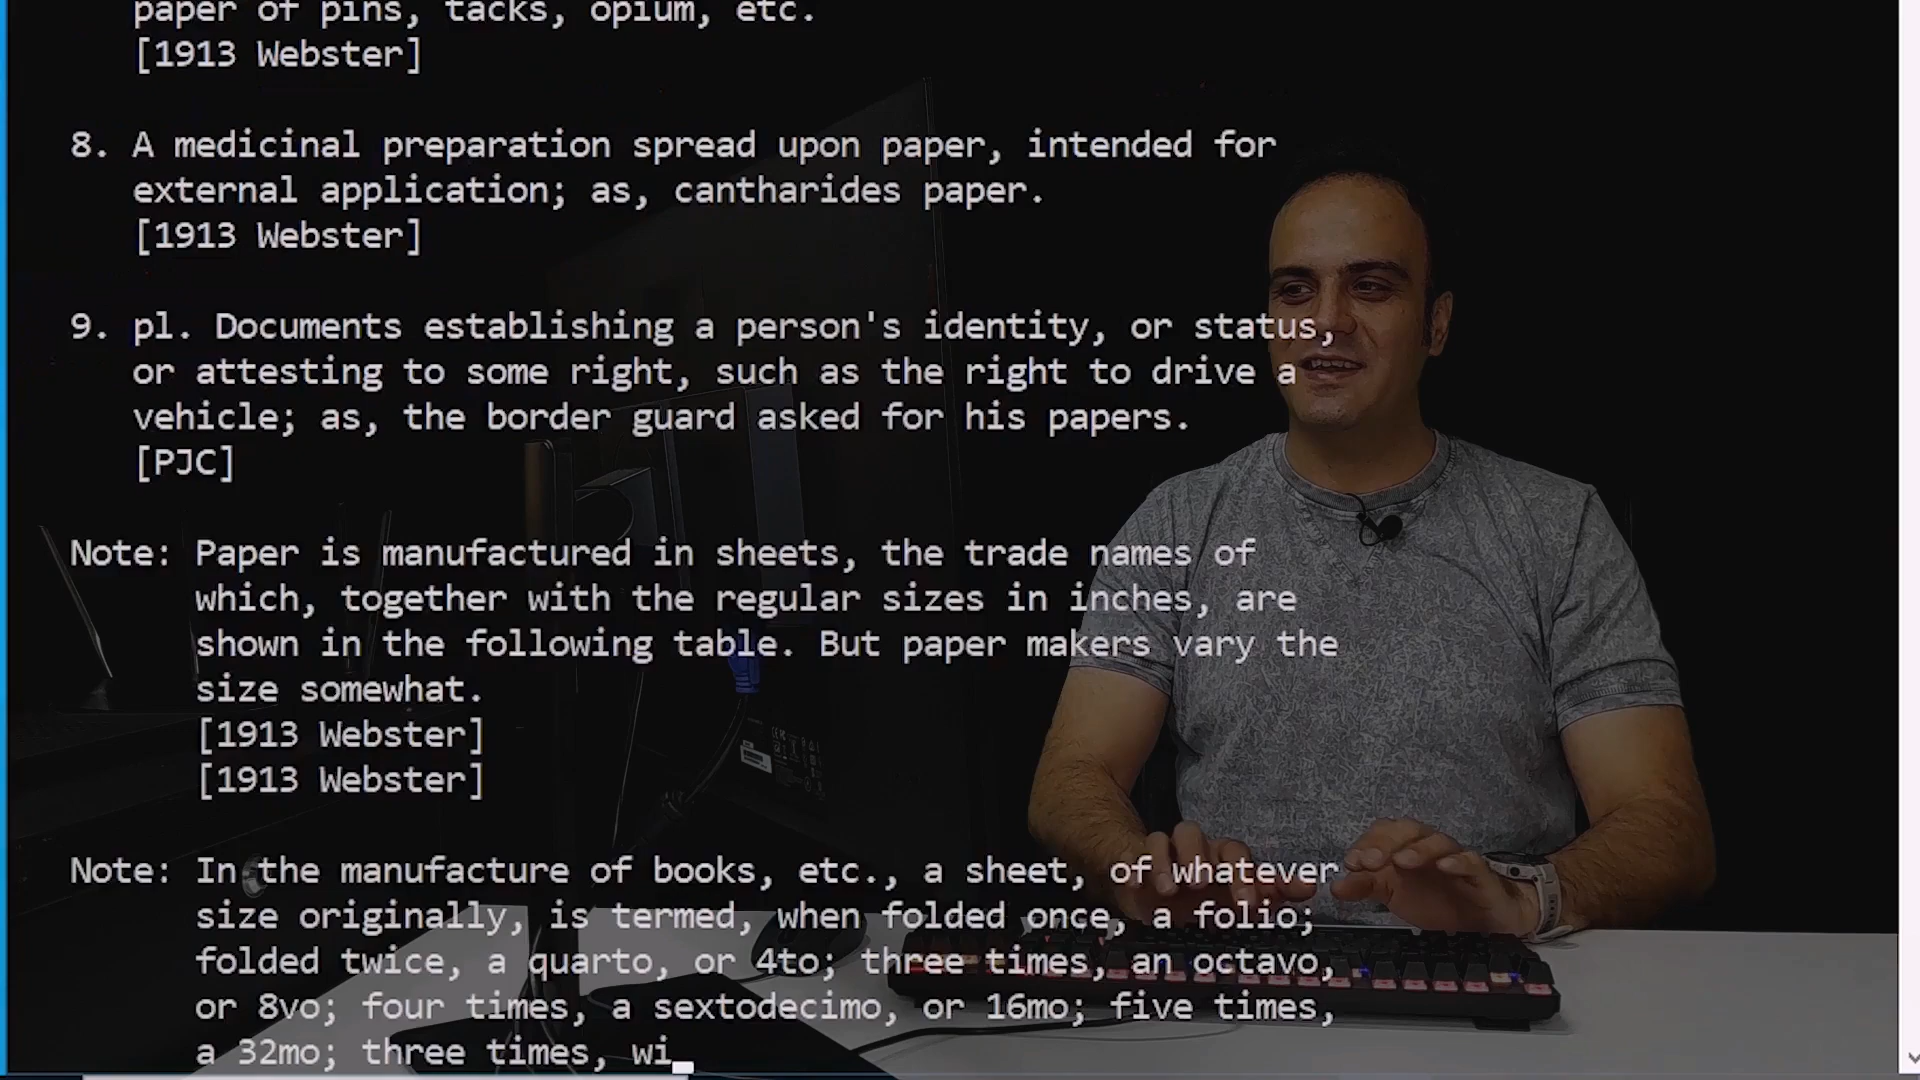 paper of pins, tacks, opium, etc.
[1913 Webster]
8. A medicinal preparation spread upon paper, intended for
external application; as, cantharides paper.
[1913 Webster]
9. pl. Documents establishing a person's identity, or status,
or attesting to some right, such as the right to drive a
vehicle; as, the border guard asked for his papers.
[PJC]
Note: Paper is manufactured in sheets, the trade names of
which, together with the regular sizes in inches, are
shown in the following table. But paper makers vary the
size somewhat.
[1913 Webster]
[1913 Webster]
Note: In the manufacture of books, etc., a sheet, of whatever
size originally, is termed, when folded once, a folio;
folded twice, a quarto, or 4to; three times, an octavo,
or 8vo; four times, a sextodecimo, or 16mo; five times,
a 32mo; three times, wi